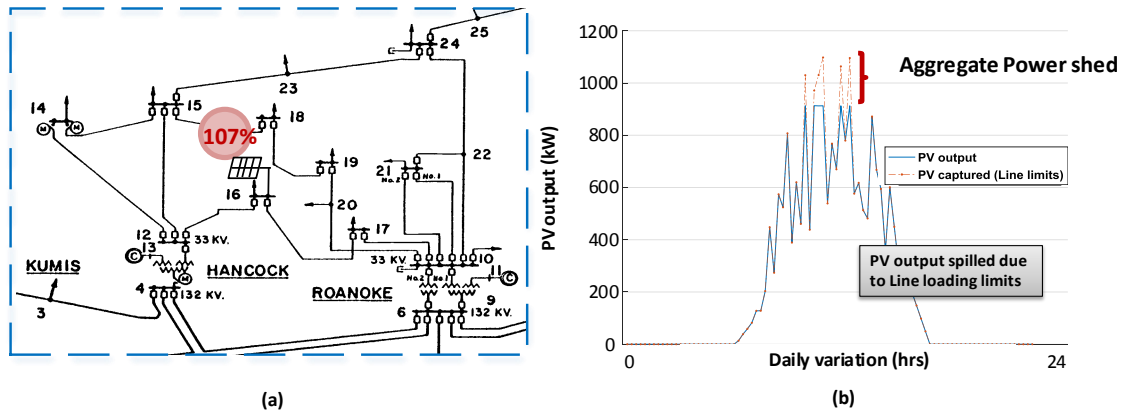 25
24
23
14
15
107%
18
M
M
19
21
22
No.2
No.1
16
20
17
12
33 KV.
13
C
HANCOCK
M
KUMIS
4
132 KV.
3
33 KV.
10
No.2
No.1
11
C
ROANOKE
9
6
132 KV.
(a)
1200
1000
800
600
400
200
0
PV output (kW)
Aggregate Power shed
PV output
PV captured (Line limits)
PV output spilled due
to Line loading limits
0
Daily variation (hrs)
24
(b)